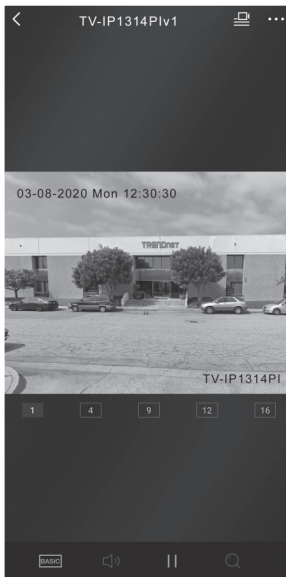 TV-IP1314PIv1
03-08-2020 Mon 12:30:30
TRENDNET
TV-IP1314PI
1 4 9 12 16
BASIC